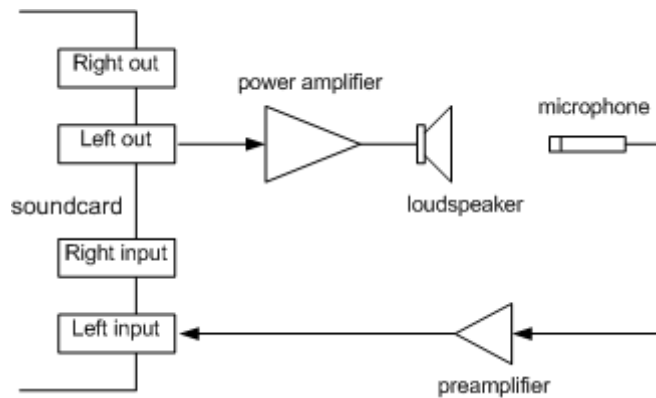 Right out
power amplifier
microphone
Left out
soundcard
loudspeaker
Right input
Left input
preamplifier